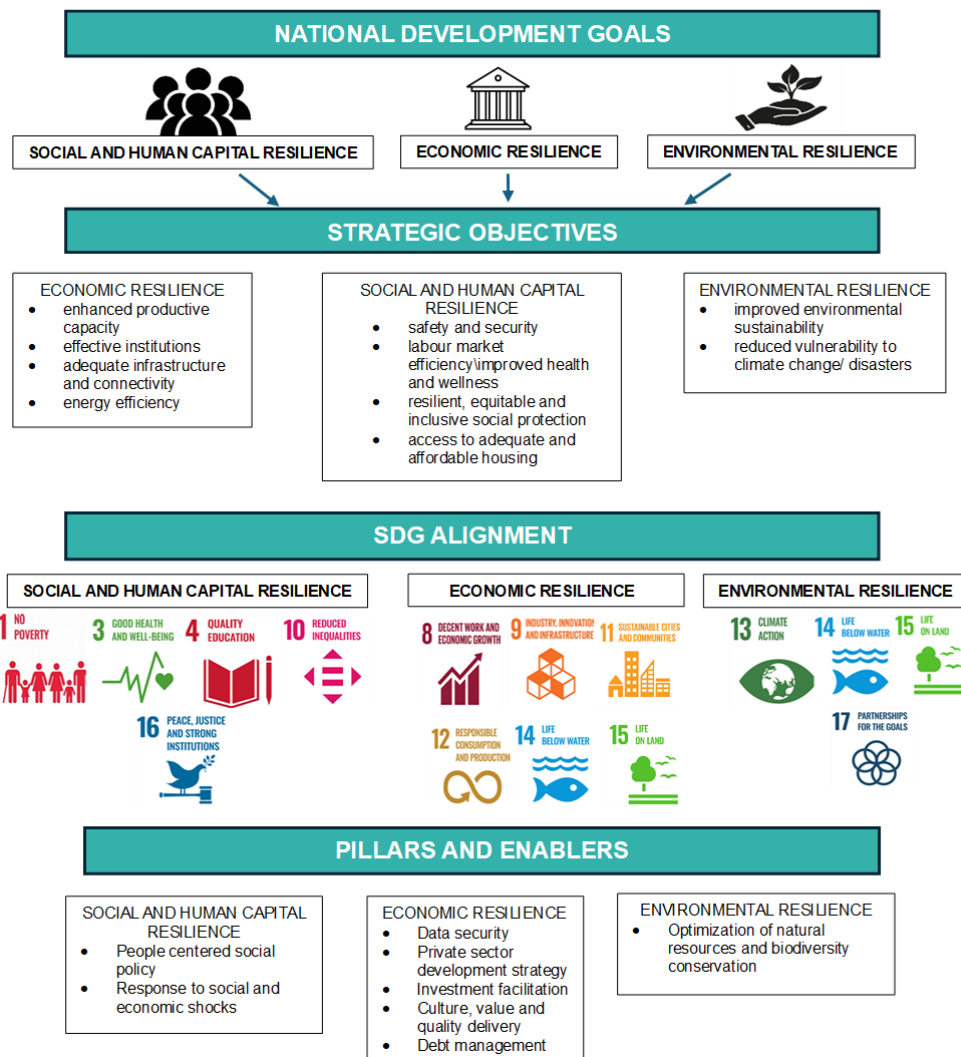 NATIONAL DEVELOPMENT GOALS
SOCIAL AND HUMAN CAPITAL RESILIENCE
ECONOMIC RESILIENCE
ENVIRONMENTAL RESILIENCE
STRATEGIC OBJECTIVES
ECONOMIC RESILIENCE
• enhanced productive
capacity
• effective institutions
• adequate infrastructure
and connectivity
• energy efficiency
SOCIAL AND HUMAN CAPITAL
RESILIENCE
• safety and security
• labour market
efficiency\improved health
and wellness
• resilient, equitable and
inclusive social protection
• access to adequate and
affordable housing
ENVIRONMENTAL RESILIENCE
• improved environmental
sustainability
• reduced vulnerability to
climate change/ disasters
SDG ALIGNMENT
SOCIAL AND HUMAN CAPITAL RESILIENCE
1 NO
POVERTY
3 GOOD HEALTH
AND WELL-BEING
4 QUALITY
EDUCATION
10 REDUCED
INEQUALITIES
16 PEACE, JUSTICE
AND STRONG
INSTITUTIONS
ECONOMIC RESILIENCE
8 DECENT WORK AND
ECONOMIC GROWTH
9 INDUSTRY, INNOVATION
AND INFRASTRUCTURE
11 SUSTAINABLE CITIES
AND COMMUNITIES
12 RESPONSIBLE
CONSUMPTION
AND PRODUCTION
14 LIFE
BELOW WATER
15 LIFE
ON LAND
ENVIRONMENTAL RESILIENCE
13 CLIMATE
ACTION
14 LIFE
BELOW WATER
15 LIFE
ON LAND
17 PARTNERSHIPS
FOR THE GOALS
PILLARS AND ENABLERS
SOCIAL AND HUMAN CAPITAL
RESILIENCE
• People centered social
policy
• Response to social and
economic shocks
ECONOMIC RESILIENCE
• Data security
• Private sector
development strategy
• Investment facilitation
• Culture, value and
quality delivery
• Debt management
ENVIRONMENTAL RESILIENCE
• Optimization of natural
resources and biodiversity
conservation